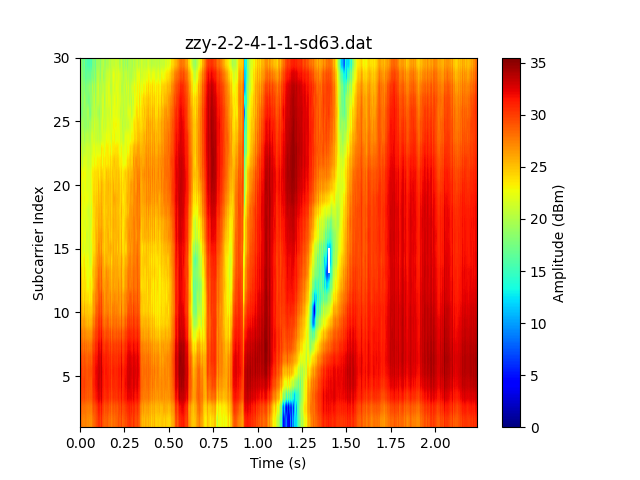 zzy-2-2-4-1-1-sd63.dat
30
25
20
15
10
5
Subcarrier Index
0.00 0.25 0.50 0.75 1.00 1.25 1.50 1.75 2.00
Time (s)
35
30
25
20
15
10
5
0
Amplitude (dBm)